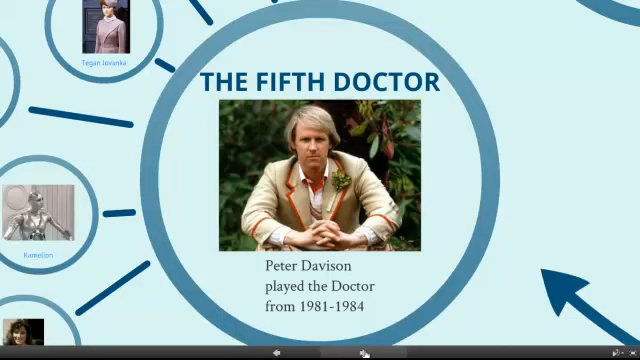 Tegan Jovanka
THE FIFTH DOCTOR
Kamelion
Peter Davison
played the Doctor
from 1981-1984